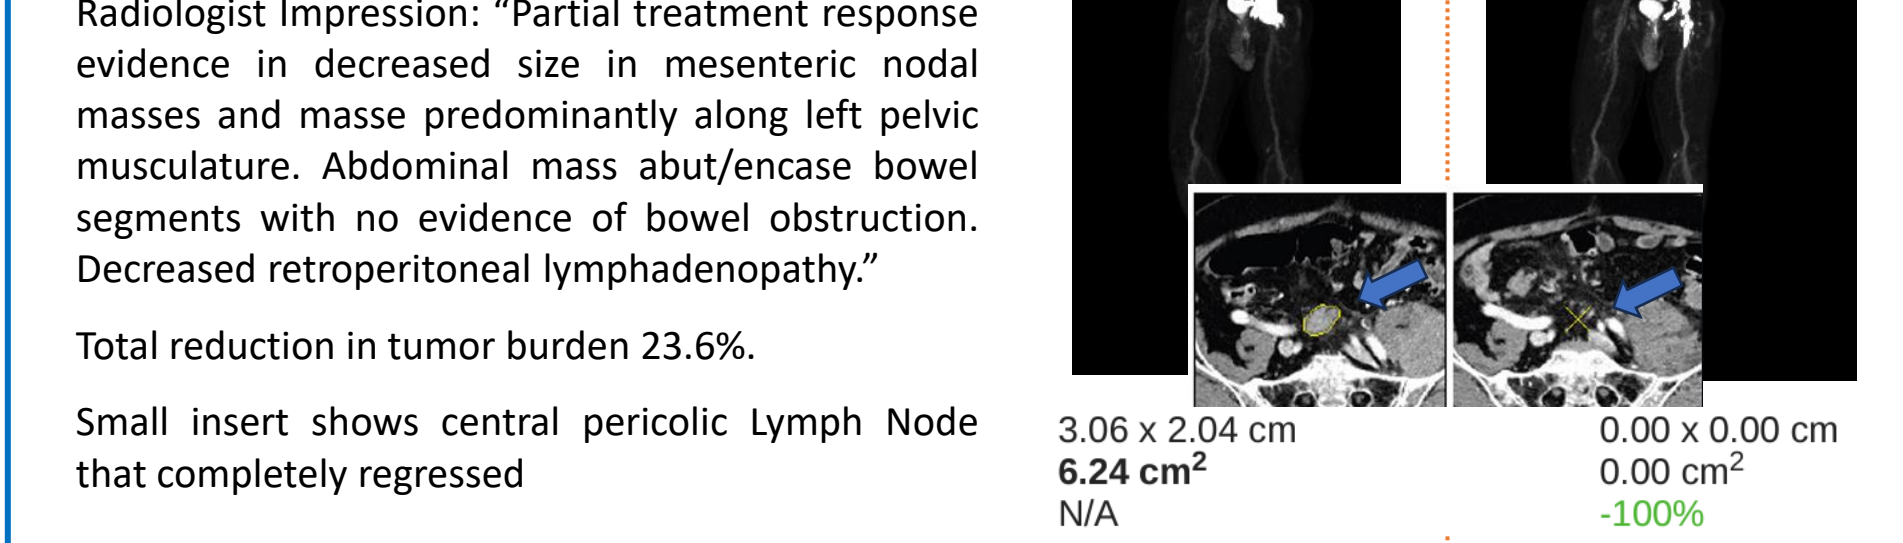 Radiologist Impression: “Partial treatment response
evidence in decreased size in mesenteric nodal
masses and masse predominantly along left pelvic
musculature. Abdominal mass abut/encase bowel
segments with no evidence of bowel obstruction.
Decreased retroperitoneal lymphadenopathy.”
Total reduction in tumor burden 23.6%.
Small insert shows central pericolic Lymph Node
that completely regressed
3.06 x 2.04 cm
6.24 cm²
N/A
0.00 x 0.00 cm
0.00 cm²
-100%